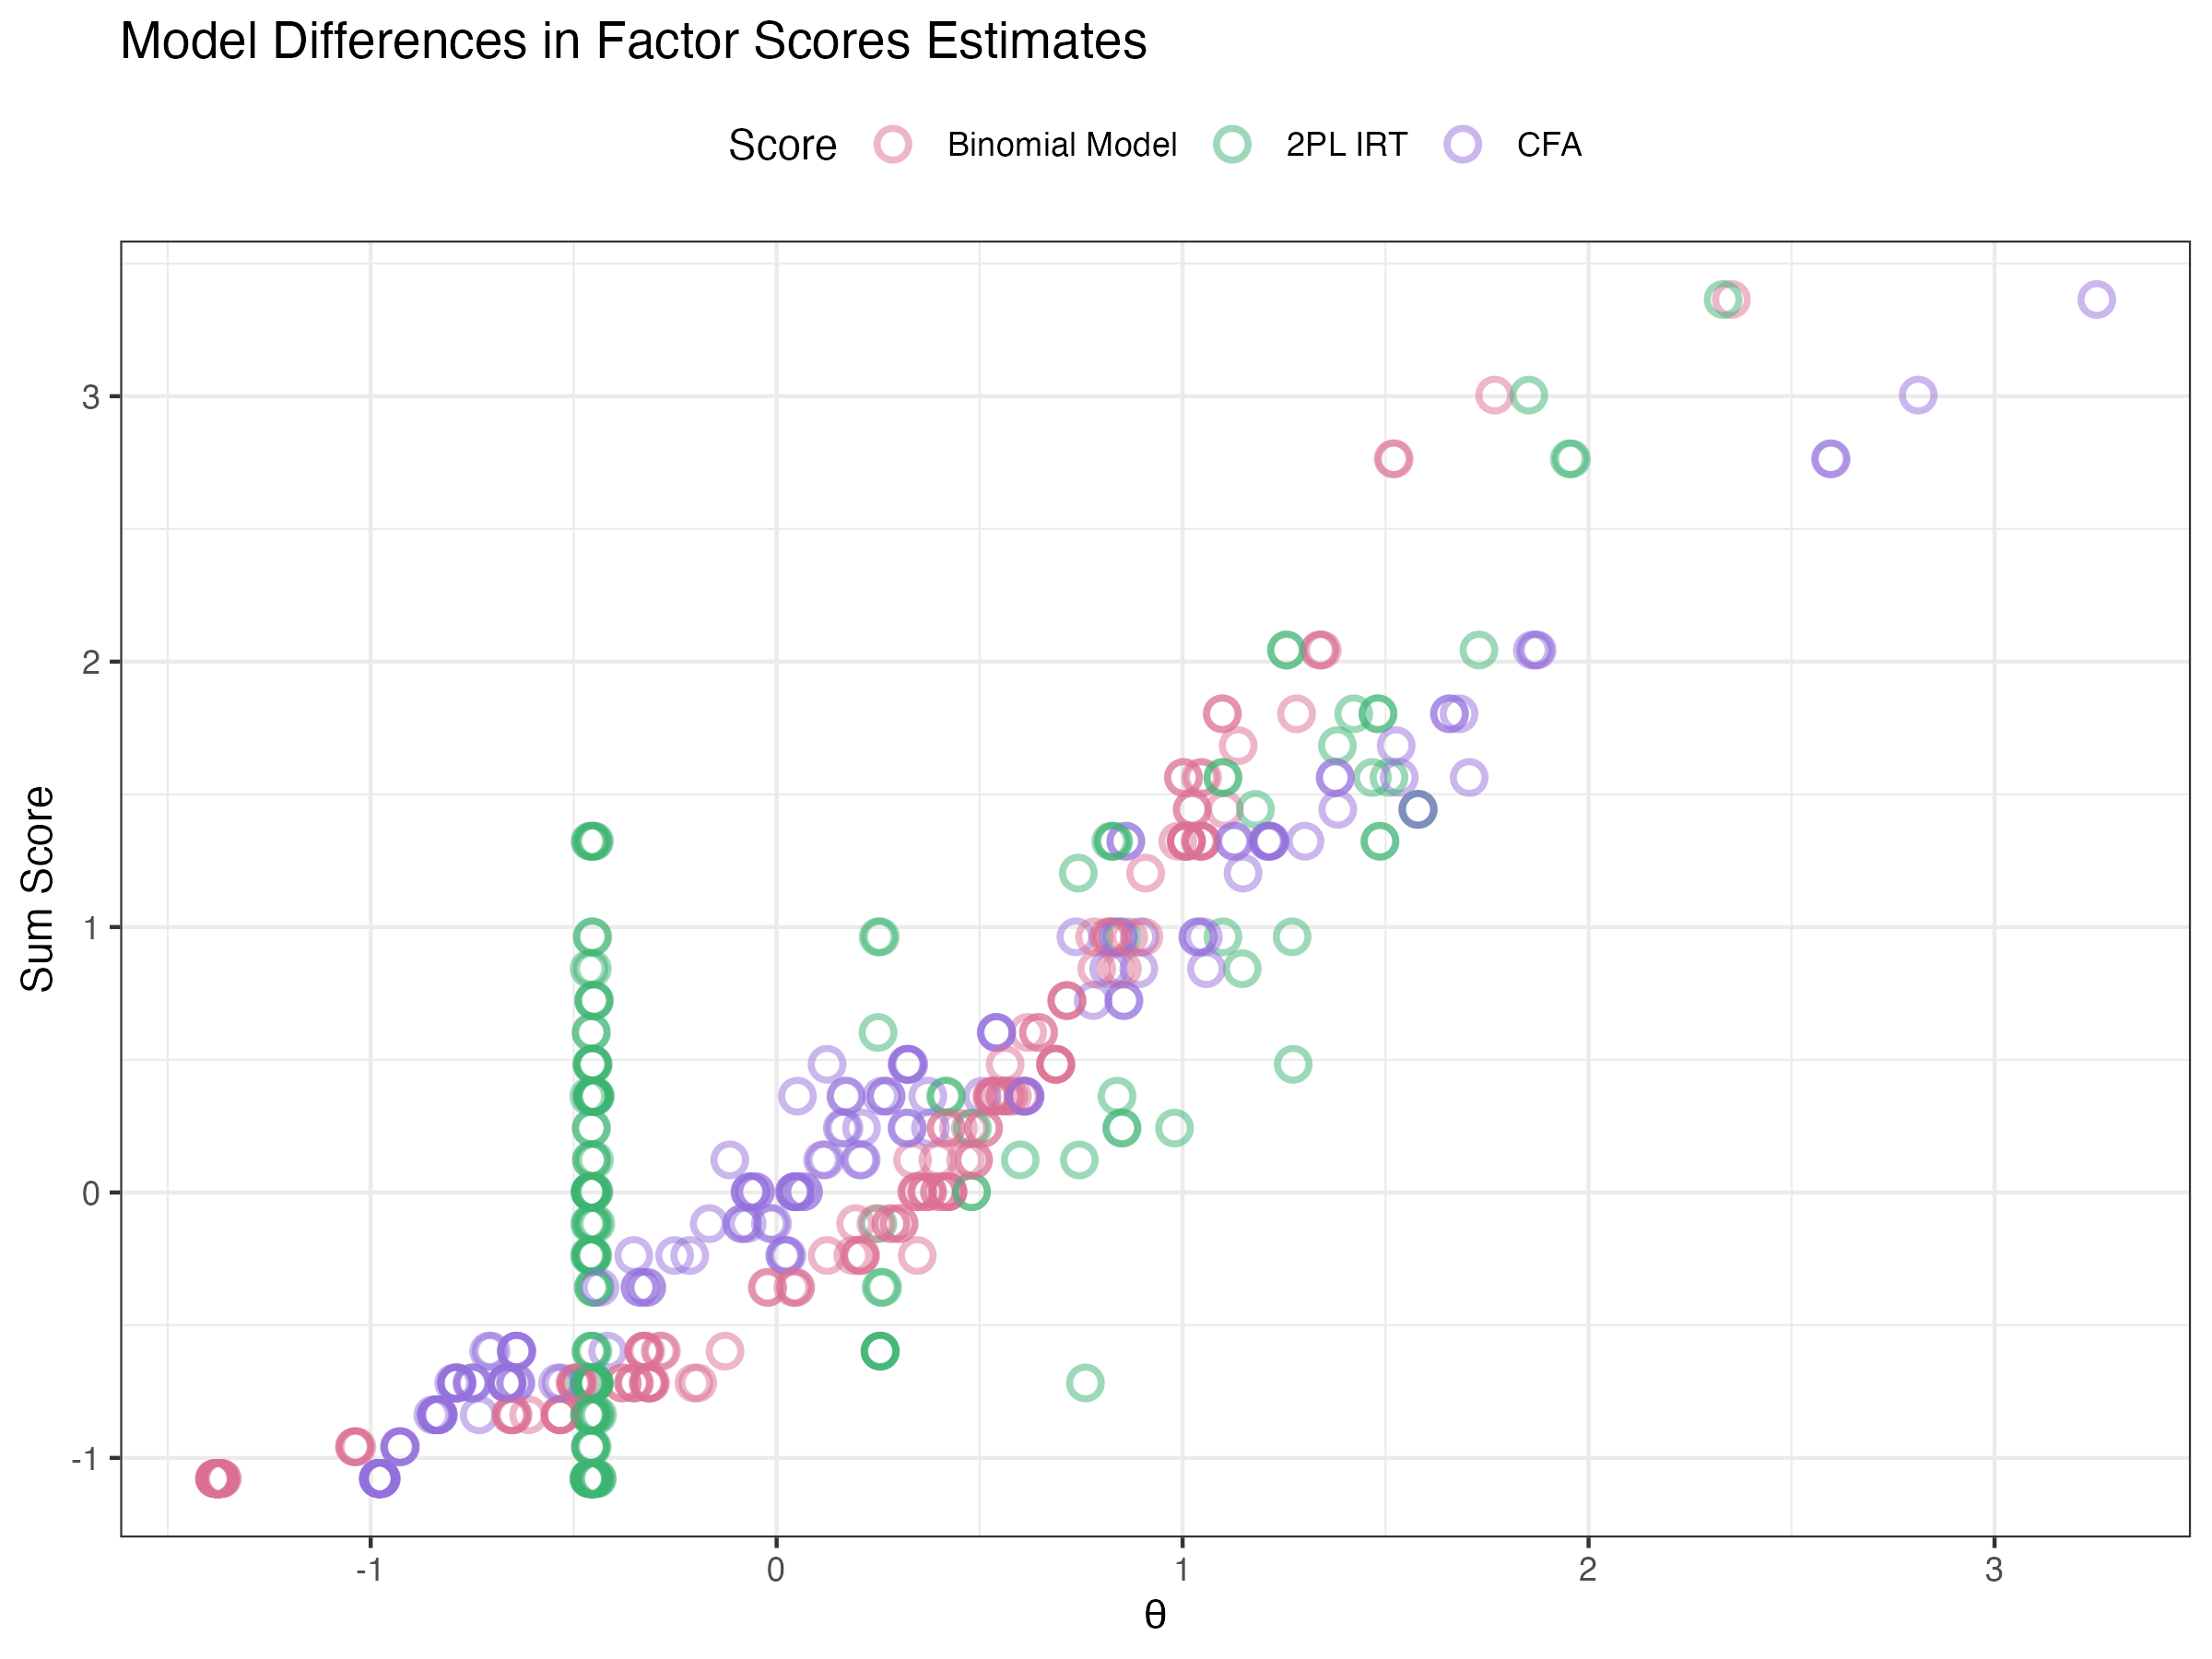 Model Differences in Factor Scores Estimates
Score Binomial Model 2PL IRT CFA
3
2
1
0
-1
Sum Score
-1 0 1 2 3
θ